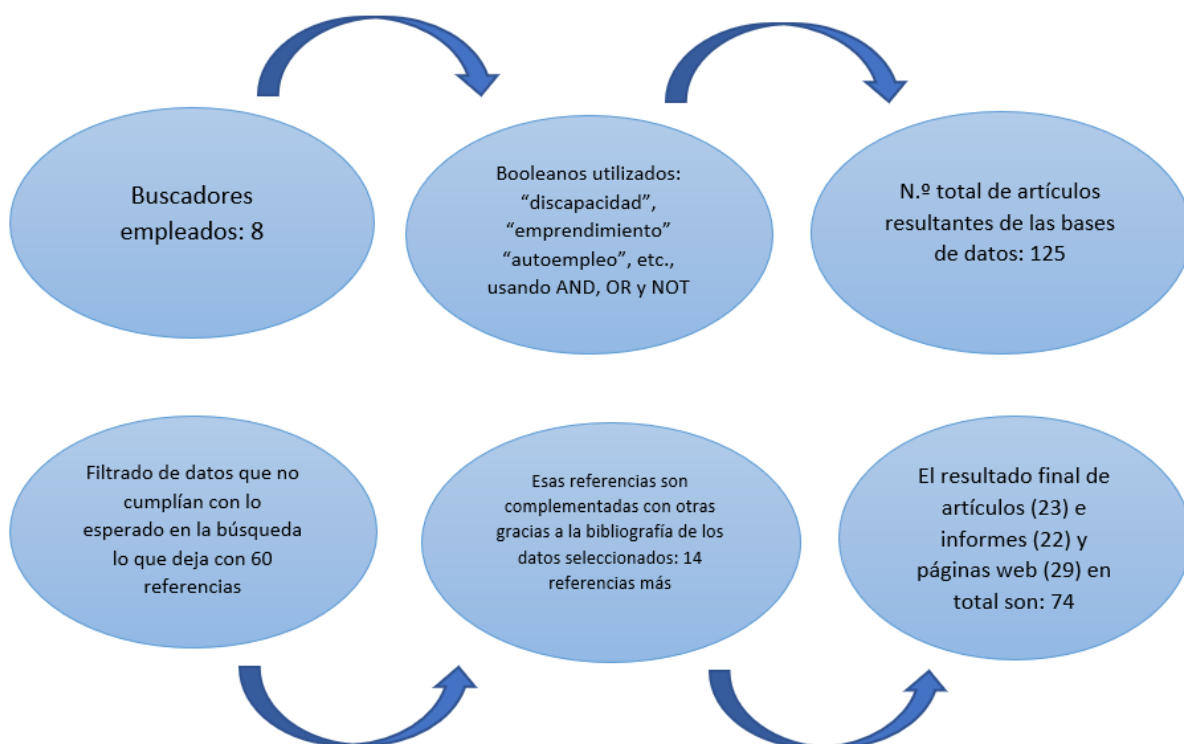 Buscadores
empleados: 8
Booleanos utilizados:
“discapacidad”,
“emprendimiento”
“autoempleo”, etc.,
usando AND, OR y NOT
N.º total de artículos
resultantes de las bases
de datos: 125
Filtrado de datos que no
cumplían con lo
esperado en la búsqueda
lo que deja con 60
referencias
Esas referencias son
complementadas con otras
gracias a la bibliografía de los
datos seleccionados: 14
referencias más
El resultado final de
artículos (23) e
informes (22) y
páginas web (29) en
total son: 74